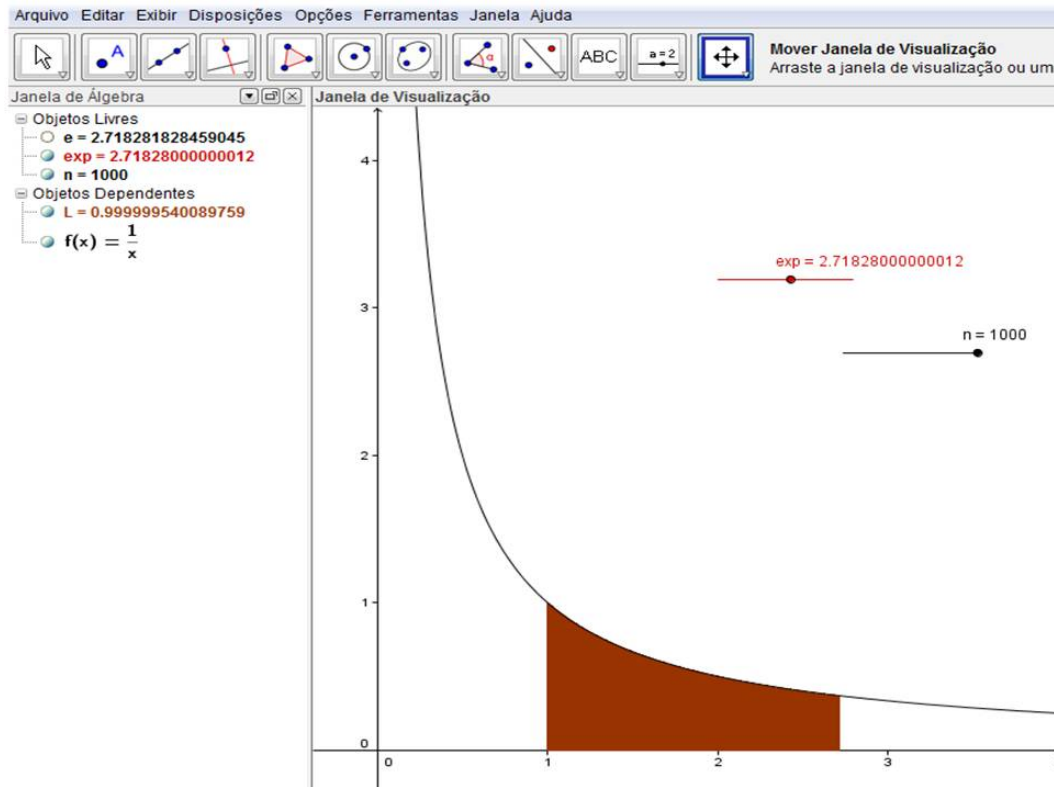 Arquivo Editar Exibir Disposições Opções Ferramentas Janela Ajuda
A
α
ABC
a = 2
Mover Janela de Visualização
Arraste a janela de visualização ou um
Janela de Álgebra
Janela de Visualização
Objetos Livres
e = 2.718281828459045
exp = 2.71828000000012
n = 1000
Objetos Dependentes
L = 0.999999540089759
f(x) = 1/x
exp = 2.71828000000012
n = 1000
4
3
2
1
0
0 1 2 3